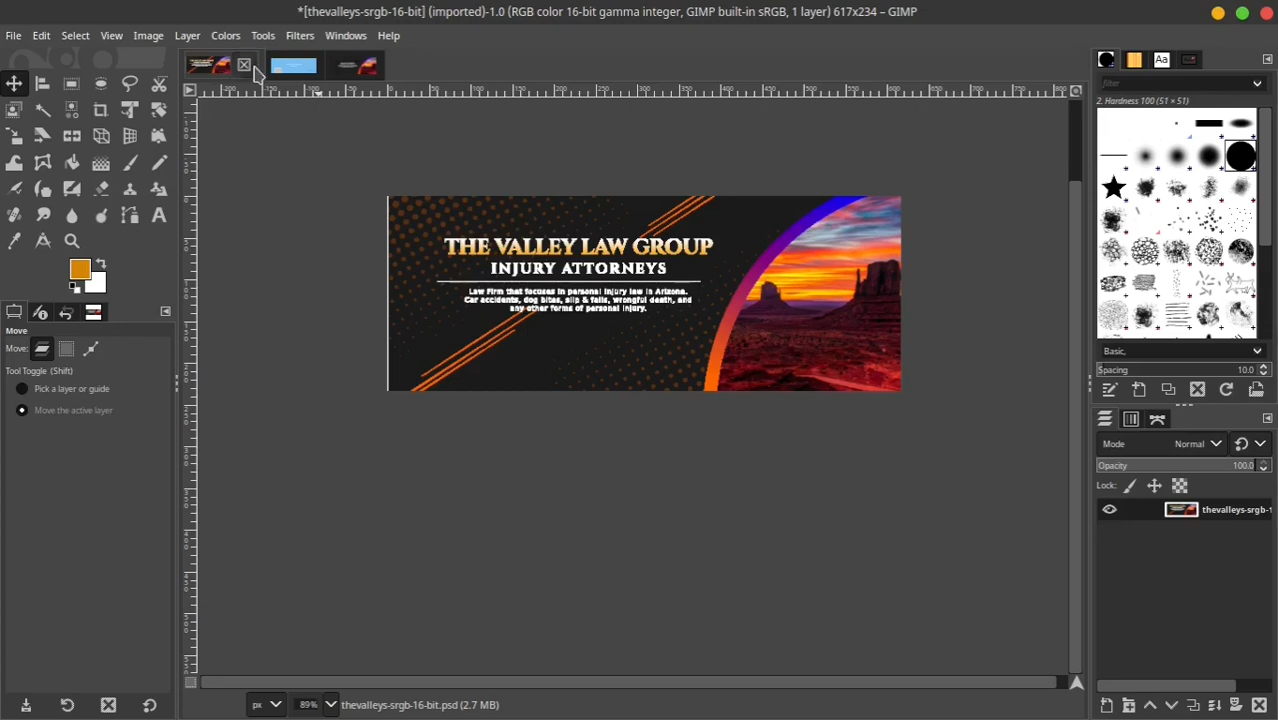 *[thevalleys-srgb-16-bit] (imported)-1.0 (RGB color 16-bit gamma integer, GIMP built-in sRGB, 1 layer) 617x234 – GIMP
File Edit Select View Image Layer Colors Tools Filters Windows Help
filter
2. Hardness 100 (51 × 51)
THE VALLEY LAW GROUP
INJURY ATTORNEYS
Law Firm that focuses in personal injury law in Arizona.
Car accidents, dog bites, slip & falls, wrongful death, and
any other forms of personal injury.
Move
Move:
Tool Toggle (Shift)
Pick a layer or guide
Move the active layer
Basic,
Spacing 10.0
Mode Normal
Opacity 100.0
Lock:
thevalleys-srgb-1
px 89% thevalleys-srgb-16-bit.psd (2.7 MB)